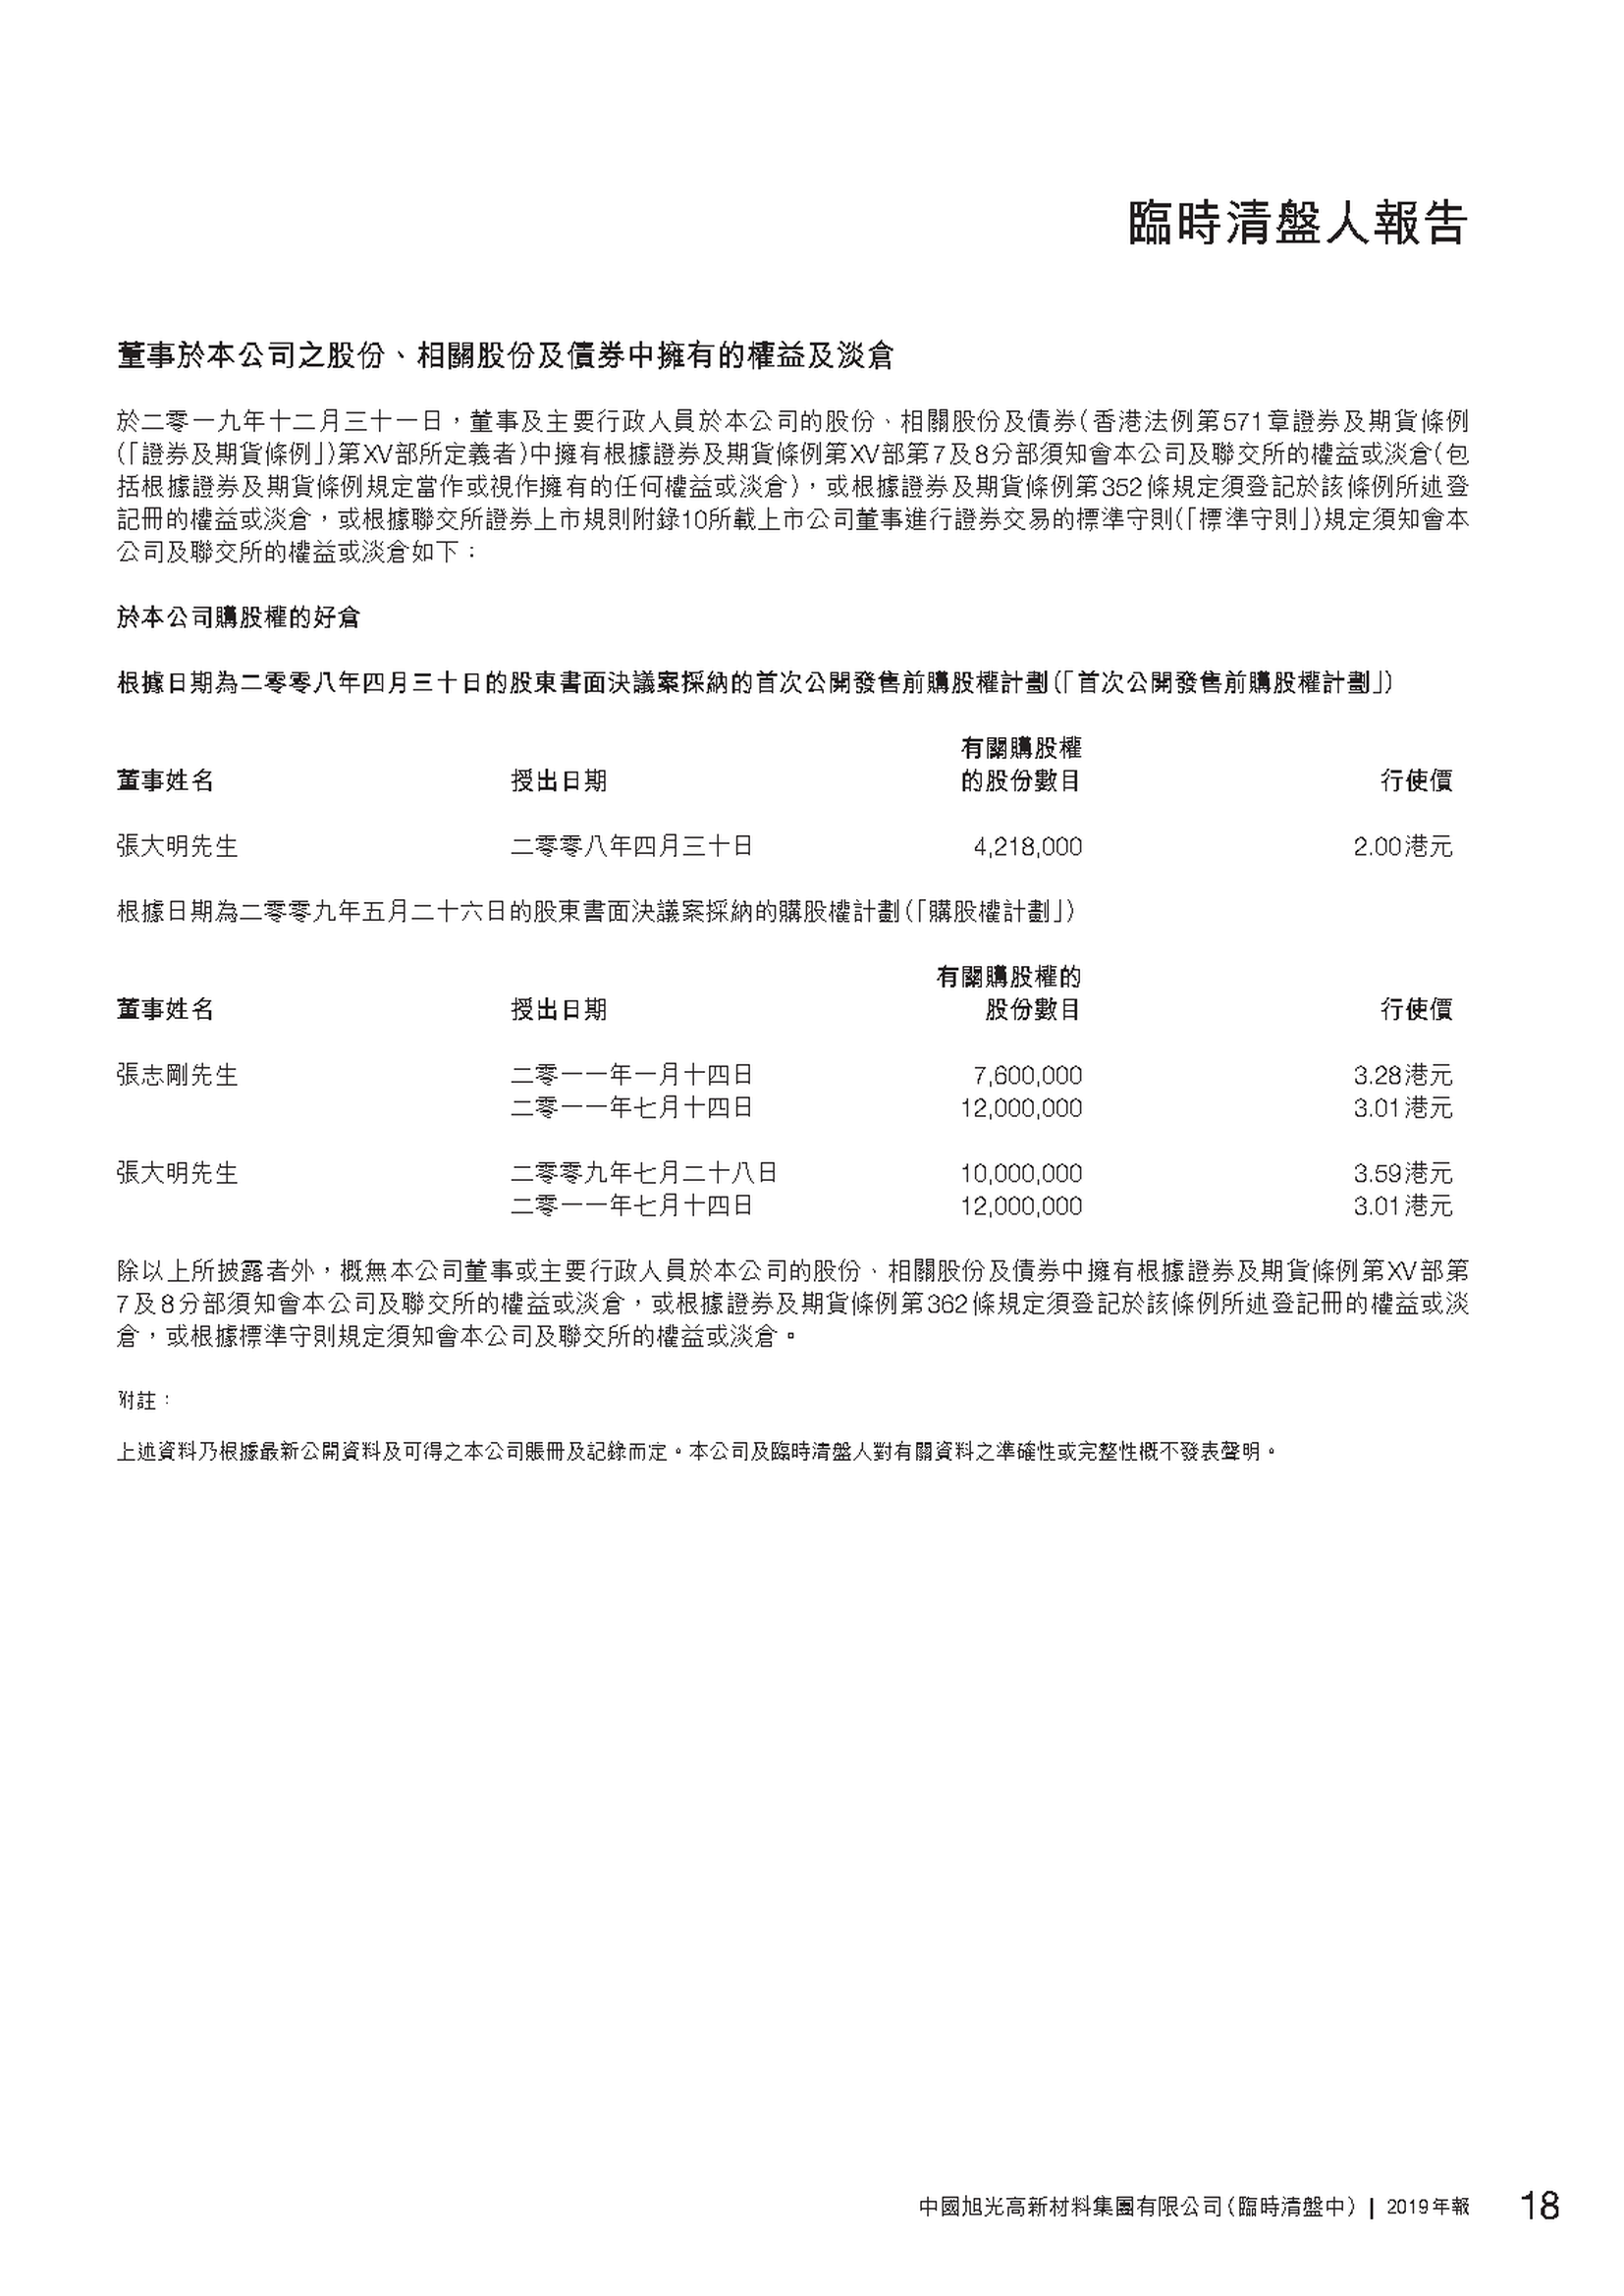 臨時清盤人報告
董事於本公司之股份、相關股份及債券中擁有的權益及淡倉
於二零一九年十二月三十一日，董事及主要行政人員於本公司的股份、相關股份及債券(香港法例第571章證券及期貨條例
(「證券及期貨條例」)第XV部所定義者)中擁有根據證券及期貨條例第XV部第7及8分部須知會本公司及聯交所的權益或淡倉(包
括根據證券及期貨條例規定當作或視作擁有的任何權益或淡倉)，或根據證券及期貨條例第352條規定須登記於該條例所述登
記冊的權益或淡倉，或根據聯交所證券上市規則附錄10所載上市公司董事進行證券交易的標準守則(「標準守則」)規定須知會本
公司及聯交所的權益或淡倉如下：
於本公司購股權的好倉
根據日期為二零零八年四月三十日的股東書面決議案採納的首次公開發售前購股權計劃(「首次公開發售前購股權計劃」)
有關購股權
董事姓名 授出日期 的股份數目 行使價
張大明先生 二零零八年四月三十日 4,218,000 2.00港元
根據日期為二零零九年五月二十六日的股東書面決議案採納的購股權計劃(「購股權計劃」)
有關購股權的
董事姓名 授出日期 股份數目 行使價
張志剛先生 二零一一年一月十四日 7,600,000 3.28港元
二零一一年七月十四日 12,000,000 3.01港元
張大明先生 二零零九年七月二十八日 10,000,000 3.59港元
二零一一年七月十四日 12,000,000 3.01港元
除以上所披露者外，概無本公司董事或主要行政人員於本公司的股份、相關股份及債券中擁有根據證券及期貨條例第XV部第
7及8分部須知會本公司及聯交所的權益或淡倉，或根據證券及期貨條例第362條規定須登記於該條例所述登記冊的權益或淡
倉，或根據標準守則規定須知會本公司及聯交所的權益或淡倉。
附註：
上述資料乃根據最新公開資料及可得之本公司賬冊及記錄而定。本公司及臨時清盤人對有關資料之準確性或完整性概不發表聲明。
中國旭光高新材料集團有限公司(臨時清盤中) | 2019年報 18